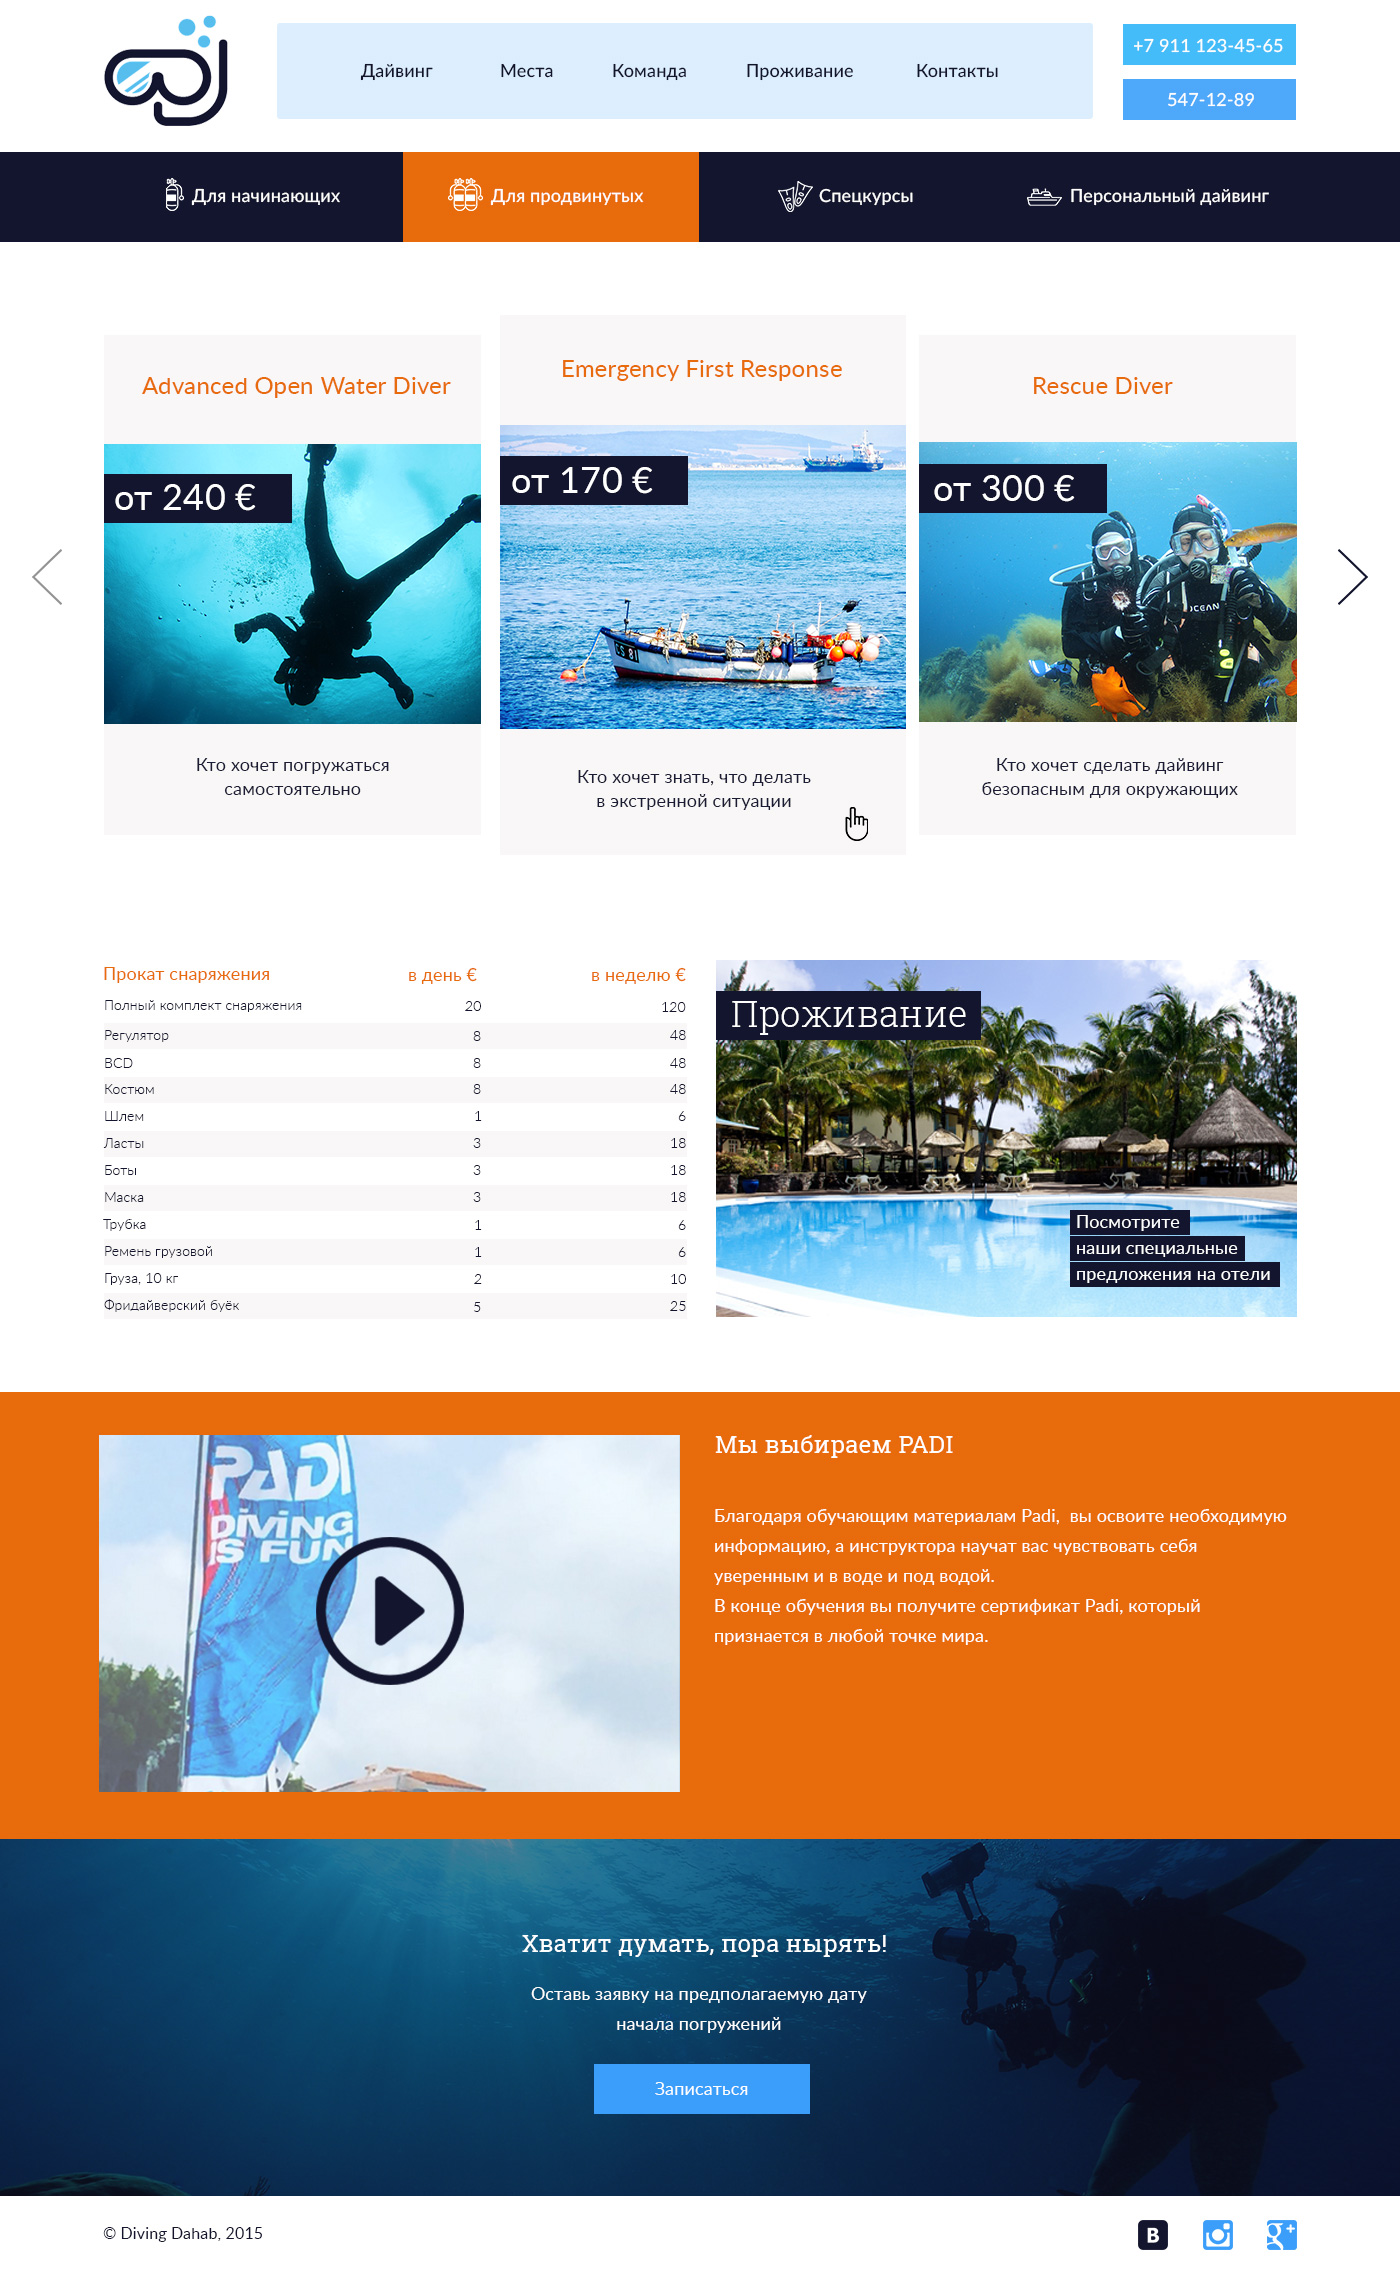 Дайвинг Места Команда Проживание Контакты
+7 911 123-45-65
547-12-89
Для начинающих Для продвинутых Спецкурсы Персональный дайвинг
Advanced Open Water Diver
от 240 €
Кто хочет погружаться
самостоятельно
Emergency First Response
от 170 €
Кто хочет знать, что делать
в экстренной ситуации
Rescue Diver
от 300 €
OCEAN
Кто хочет сделать дайвинг
безопасным для окружающих
Прокат снаряжения в день € в неделю €
Полный комплект снаряжения 20 120
Регулятор 8 48
BCD 8 48
Костюм 8 48
Шлем 1 6
Ласты 3 18
Боты 3 18
Маска 3 18
Трубка 1 6
Ремень грузовой 1 6
Груза, 10 кг 2 10
Фридайверский буёк 5 25
Проживание
Посмотрите
наши специальные
предложения на отели
PADI
DIVING
IS FUN
Мы выбираем PADI
Благодаря обучающим материалам Padi,  вы освоите необходимую
информацию, а инструктора научат вас чувствовать себя
уверенным и в воде и под водой.
В конце обучения вы получите сертификат Padi, который
признается в любой точке мира.
Хватит думать, пора нырять!
Оставь заявку на предполагаемую дату
начала погружений
Записаться
© Diving Dahab, 2015
B
g+